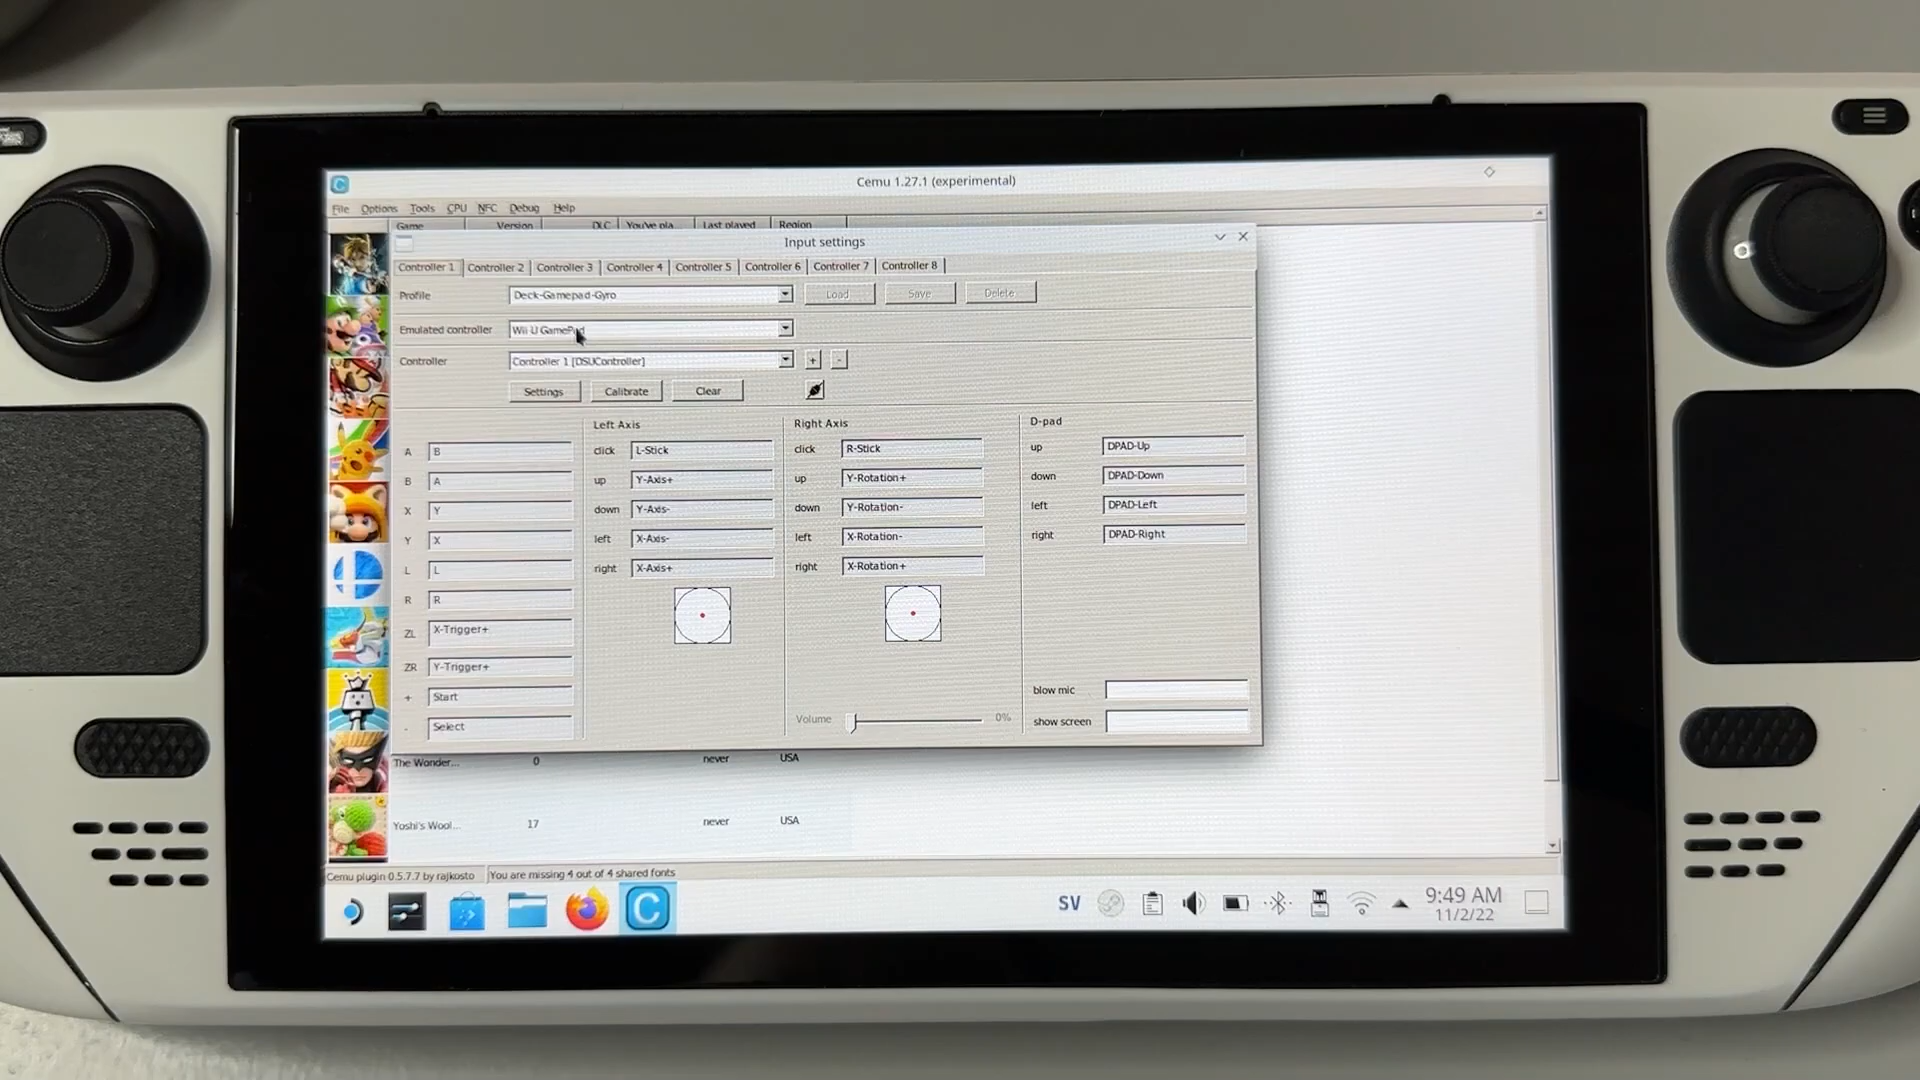 Cemu 1.27.1 (experimental)
File Options Tools CPU NFC Debug Help
Game Version DLC You've pla Last played Region
Input settings
Controller 1 Controller 2 Controller 3 Controller 4 Controller 5 Controller 6 Controller 7 Controller 8
Profile Deck-Gamepad-Gyro Load Save Delete
Emulated controller Wii U GamePad
Controller Controller 1 [DSUController] + -
Settings Calibrate Clear
Left Axis Right Axis D-pad
A B click L-Stick click R-Stick up DPAD-Up
B A up Y-Axis+ up Y-Rotation+ down DPAD-Down
X Y down Y-Axis- down Y-Rotation- left DPAD-Left
Y X left X-Axis- left X-Rotation- right DPAD-Right
L L right X-Axis+ right X-Rotation+
R R
ZL X-Trigger+
ZR Y-Trigger+ blow mic
+ Start Volume 0% show screen
- Select
The Wonder... 0 never USA
Yoshi's Wool... 17 never USA
Cemu plugin 0.5.7.7 by rajkosto You are missing 4 out of 4 shared fonts
SV 9:49 AM
11/2/22